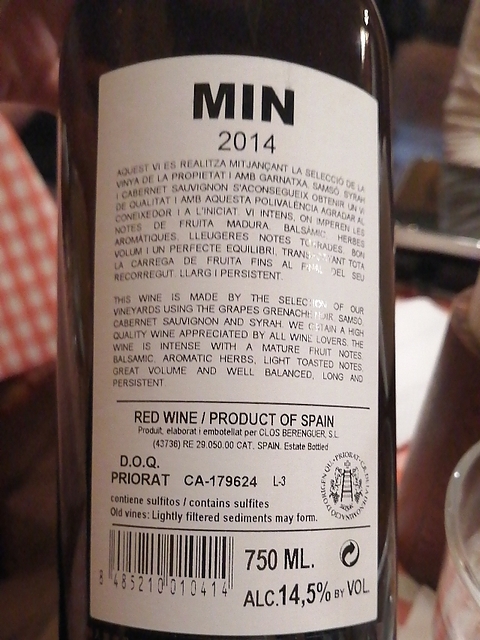 MIN
2014
AQUEST VI ES REALITZA MITJANÇANT LA SELECCIÓ DE LA
VINYA DE LA PROPIETAT I AMB GARNATXA, SAMSÓ, SYRAH
I CABERNET SAUVIGNON S'ACONSEGUEIX OBTENIR UN VI
DE QUALITAT I AMB AQUESTA POLIVALÈNCIA AGRADAR AL
CONEIXEDOR I A L'INICIAT. VI INTENS, ON IMPEREN LES
NOTES DE FRUITA MADURA, BALSÀMIC, HERBES
AROMÀTIQUES, LLEUGERES NOTES TORRADES, BON
VOLUM I UN PERFECTE EQUILIBRI, TOTA
LA CARREGA DE FRUITA FINS AL FINAL DEL SEU
RECORREGUT. LLARG I PERSISTENT.
THIS WINE IS MADE BY THE SELECTION OF OUR
VINEYARDS USING THE GRAPES GRENACHE NOIR, SAMSÓ,
CABERNET SAUVIGNON AND SYRAH. WE OBTAIN A HIGH
QUALITY WINE APPRECIATED BY ALL WINE LOVERS. THE
WINE IS INTENSE WITH A MATURE FRUIT NOTES,
BALSAMIC, AROMATIC HERBS, LIGHT TOASTED NOTES,
GREAT VOLUME AND WELL BALANCED, LONG AND
PERSISTENT.
RED WINE / PRODUCT OF SPAIN
Produit, elaborat i embotellat per CLOS BERENGUER, S.L.
(43736) RE 29.050.00 CAT. SPAIN. Estate Bottled
D.O.Q.
PRIORAT CA-179624 L-3
contiene sulfitos / contains sulfites
Old vines: Lightly filtered sediments may form.
8 485210 010414
750 ML.
ALC.14,5% BY VOL.